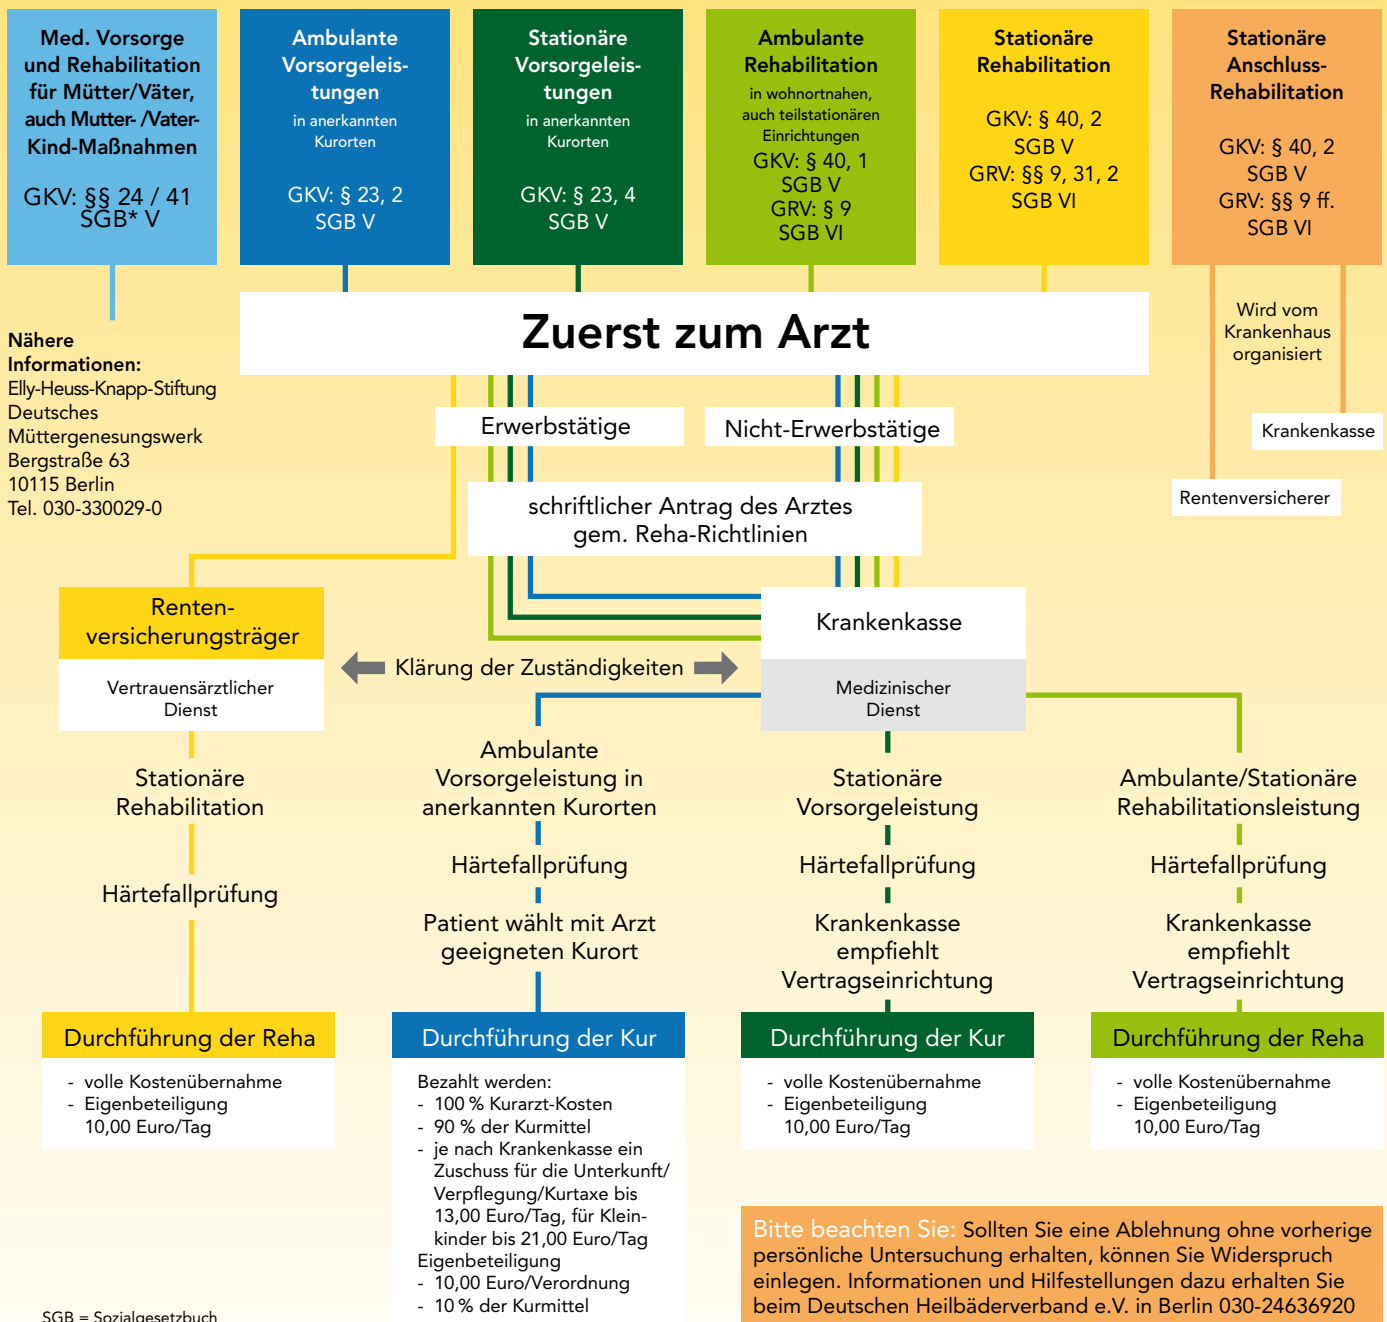 Med. Vorsorge
und Rehabilitation
für Mütter/Väter,
auch Mutter- /Vater-
Kind-Maßnahmen
GKV: §§ 24 / 41
SGB* V
Ambulante
Vorsorgeleis-
tungen
in anerkannten
Kurorten
GKV: § 23, 2
SGB V
Stationäre
Vorsorgeleis-
tungen
in anerkannten
Kurorten
GKV: § 23, 4
SGB V
Ambulante
Rehabilitation
in wohnortnahen,
auch teilstationären
Einrichtungen
GKV: § 40, 1
SGB V
GRV: § 9
SGB VI
Stationäre
Rehabilitation
GKV: § 40, 2
SGB V
GRV: §§ 9, 31, 2
SGB VI
Stationäre
Anschluss-
Rehabilitation
GKV: § 40, 2
SGB V
GRV: §§ 9 ff.
SGB VI
Nähere
Informationen:
Elly-Heuss-Knapp-Stiftung
Deutsches
Müttergenesungswerk
Bergstraße 63
10115 Berlin
Tel. 030-330029-0
Zuerst zum Arzt
Wird vom
Krankenhaus
organisiert
Erwerbstätige
Nicht-Erwerbstätige
Krankenkasse
Rentenversicherer
schriftlicher Antrag des Arztes
gem. Reha-Richtlinien
Renten-
versicherungsträger
Vertrauensärztlicher
Dienst
Klärung der Zuständigkeiten
Krankenkasse
Medizinischer
Dienst
Stationäre
Rehabilitation
Härtefallprüfung
Durchführung der Reha
- volle Kostenübernahme
- Eigenbeteiligung
10,00 Euro/Tag
Ambulante
Vorsorgeleistung in
anerkannten Kurorten
Härtefallprüfung
Patient wählt mit Arzt
geeigneten Kurort
Durchführung der Kur
Bezahlt werden:
- 100 % Kurarzt-Kosten
- 90 % der Kurmittel
- je nach Krankenkasse ein
Zuschuss für die Unterkunft/
Verpflegung/Kurtaxe bis
13,00 Euro/Tag, für Klein-
kinder bis 21,00 Euro/Tag
Eigenbeteiligung
- 10,00 Euro/Verordnung
- 10 % der Kurmittel
Stationäre
Vorsorgeleistung
Härtefallprüfung
Krankenkasse
empfiehlt
Vertragseinrichtung
Durchführung der Kur
- volle Kostenübernahme
- Eigenbeteiligung
10,00 Euro/Tag
Ambulante/Stationäre
Rehabilitationsleistung
Härtefallprüfung
Krankenkasse
empfiehlt
Vertragseinrichtung
Durchführung der Reha
- volle Kostenübernahme
- Eigenbeteiligung
10,00 Euro/Tag
Bitte beachten Sie: Sollten Sie eine Ablehnung ohne vorherige
persönliche Untersuchung erhalten, können Sie Widerspruch
einlegen. Informationen und Hilfestellungen dazu erhalten Sie
beim Deutschen Heilbäderverband e.V. in Berlin 030-24636920
SGB = Sozialgesetzbuch